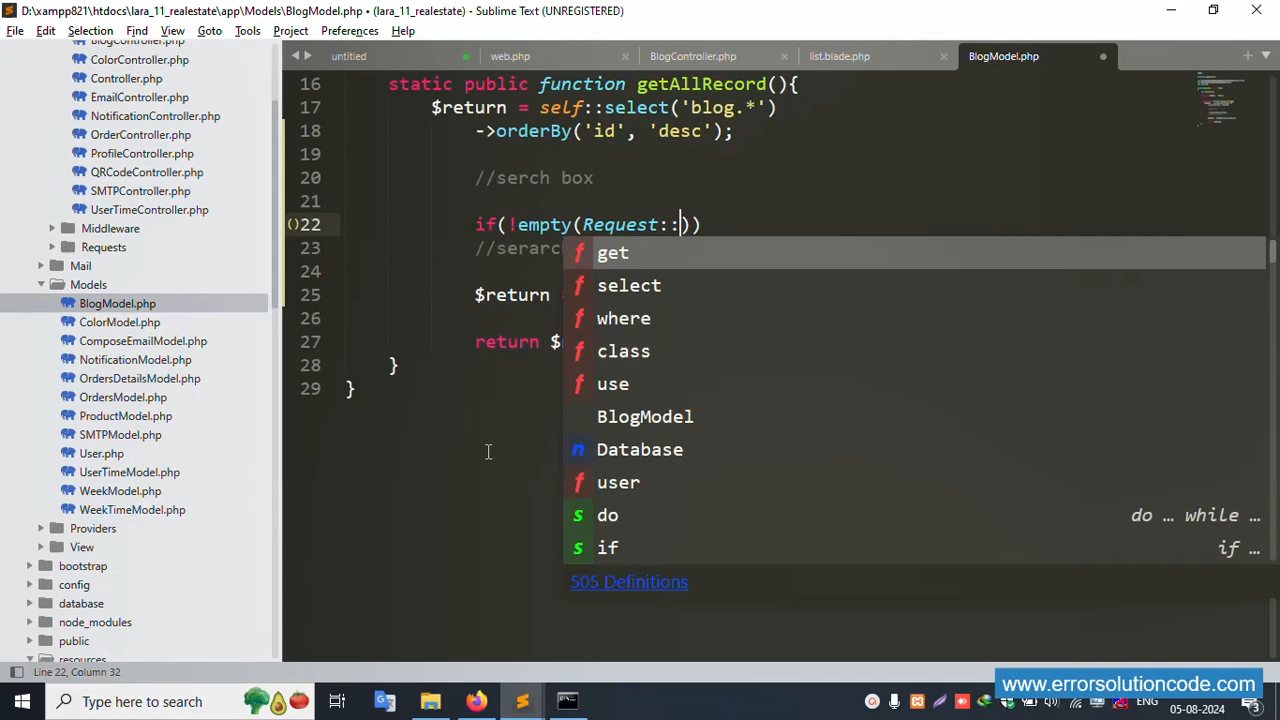 D:\xampp821\htdocs\lara_11_realestate\app\Models\BlogModel.php • (lara_11_realestate) - Sublime Text (UNREGISTERED)
File Edit Selection Find View Goto Tools Project Preferences Help
BlogController.php
ColorController.php
Controller.php
EmailController.php
NotificationController.php
OrderController.php
ProfileController.php
QRCodeController.php
SMTPController.php
UserTimeController.php
Middleware
Requests
Mail
Models
BlogModel.php
ColorModel.php
ComposeEmailModel.php
NotificationModel.php
OrdersDetailsModel.php
OrdersModel.php
ProductModel.php
SMTPModel.php
User.php
UserTimeModel.php
WeekModel.php
WeekTimeModel.php
Providers
View
bootstrap
config
database
node_modules
public
resources
untitled web.php BlogController.php list.blade.php BlogModel.php
16 static public function getAllRecord(){
17 $return = self::select('blog.*')
18 ->orderBy('id', 'desc');
19
20 //serch box
21
22 if(!empty(Request::))
23 //serarc
24
25 $return
26
27 return
28 }
29 }
get
select
where
class
use
BlogModel
Database
user
do do … while …
if if …
505 Definitions
Line 22, Column 32
www.errorsolutioncode.com
Type here to search
ENG
05-08-2024
3